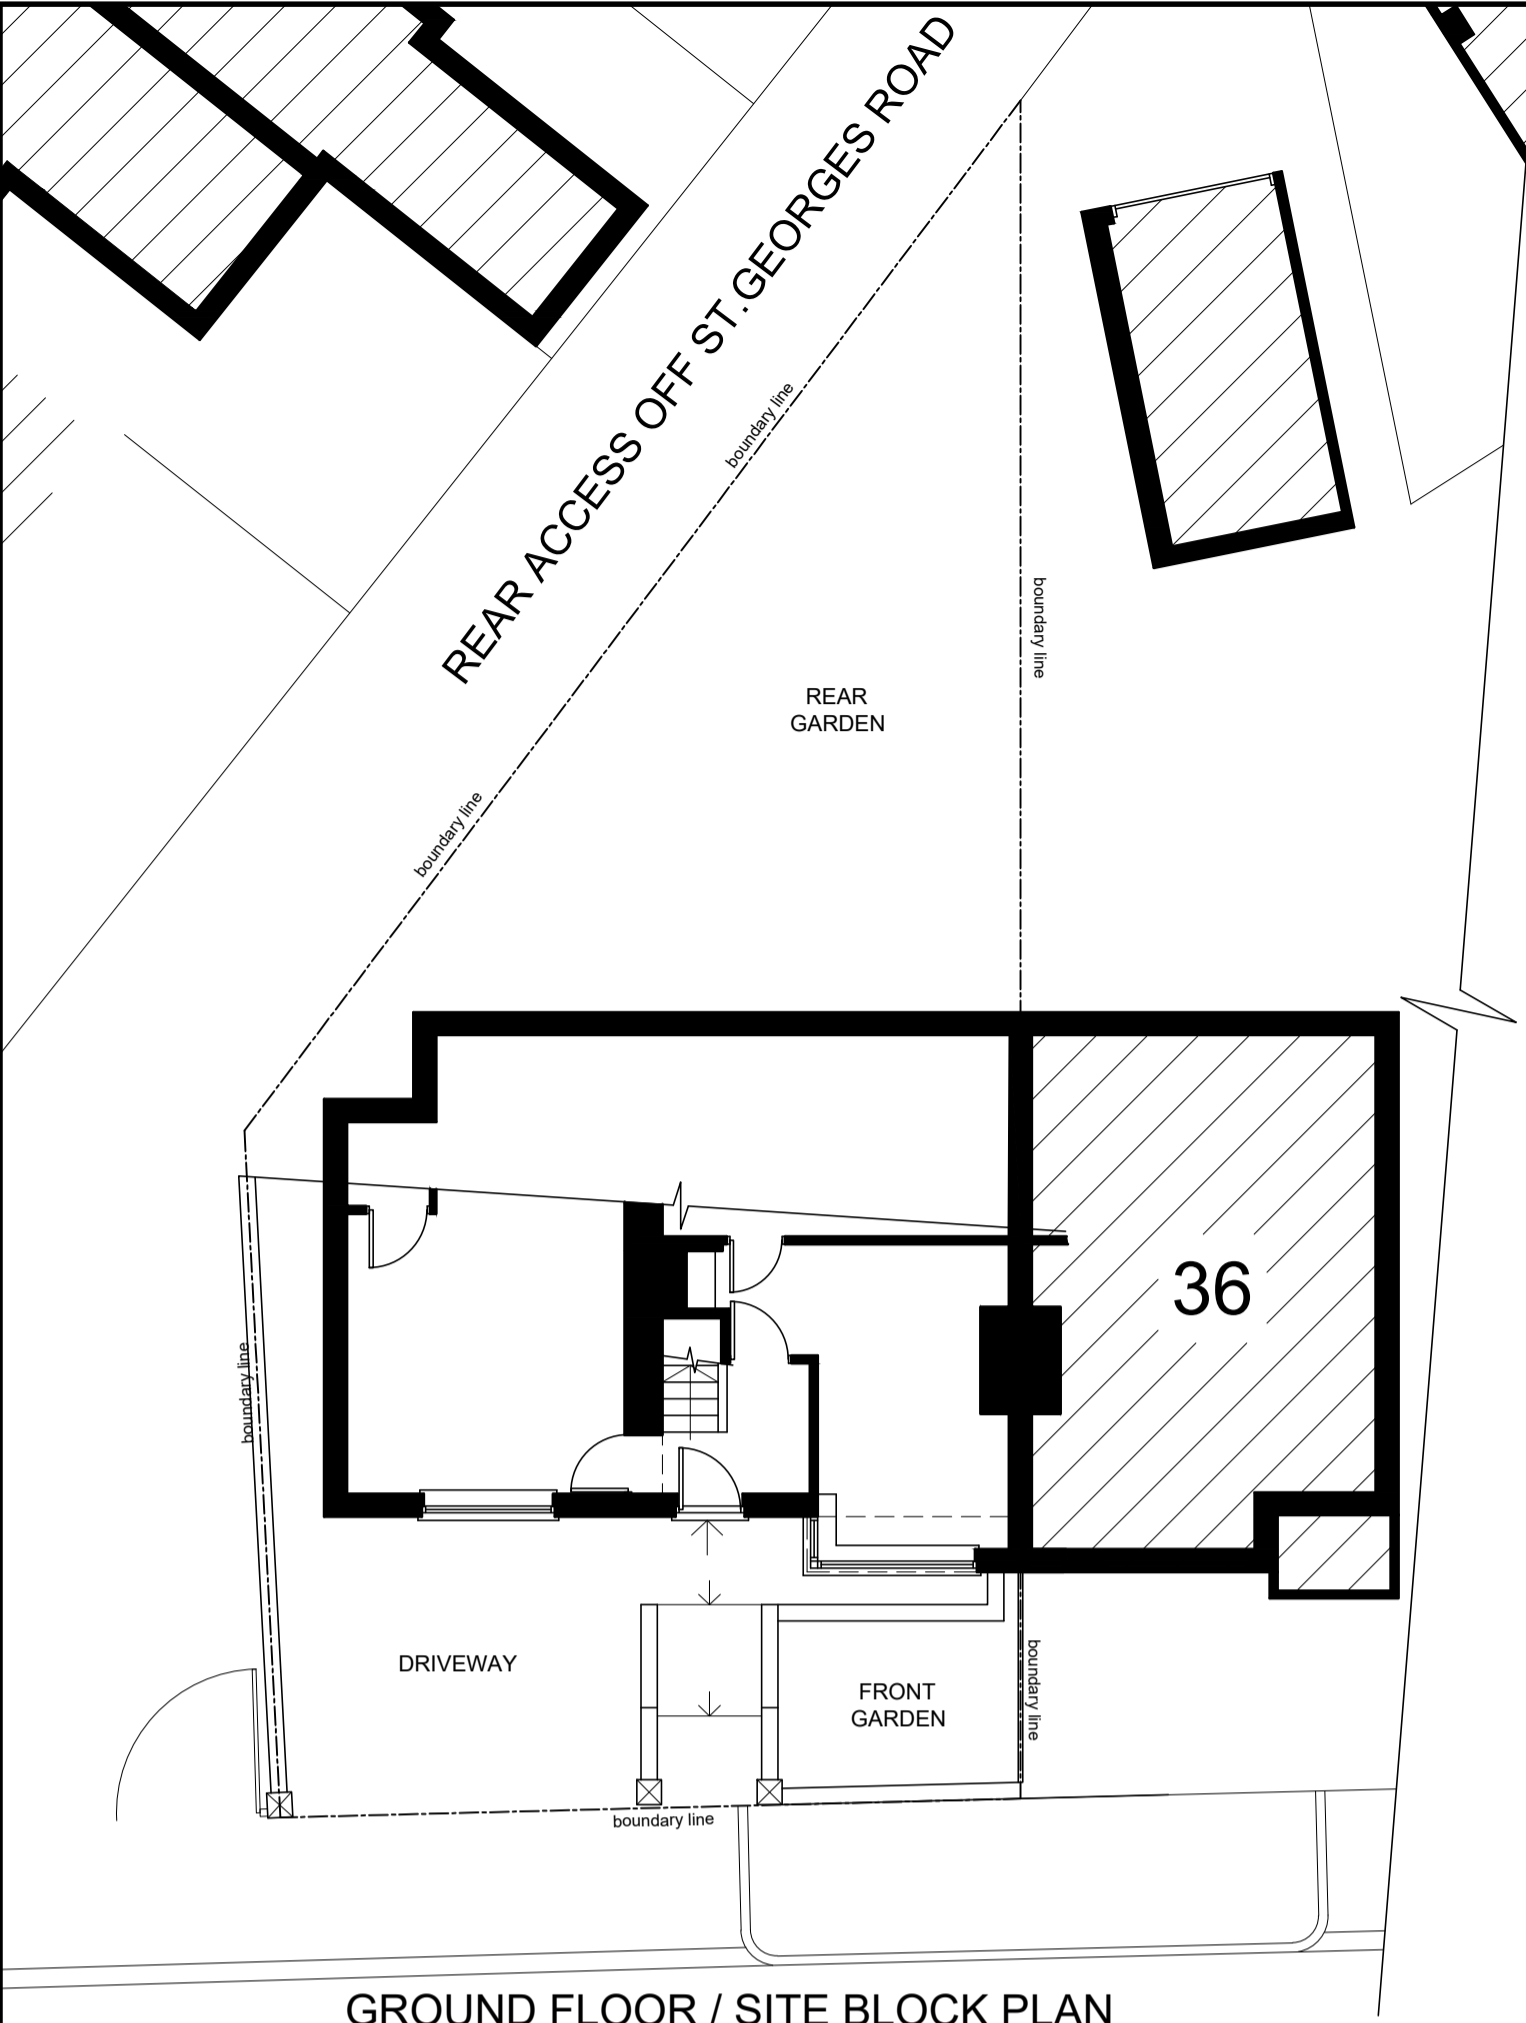 REAR ACCESS OFF ST.GEORGES ROAD
boundary line
boundary line
REAR
GARDEN
boundary line
36
boundary line
DRIVEWAY
FRONT
GARDEN
boundary line
boundary line
GROUND FLOOR / SITE BLOCK PLAN